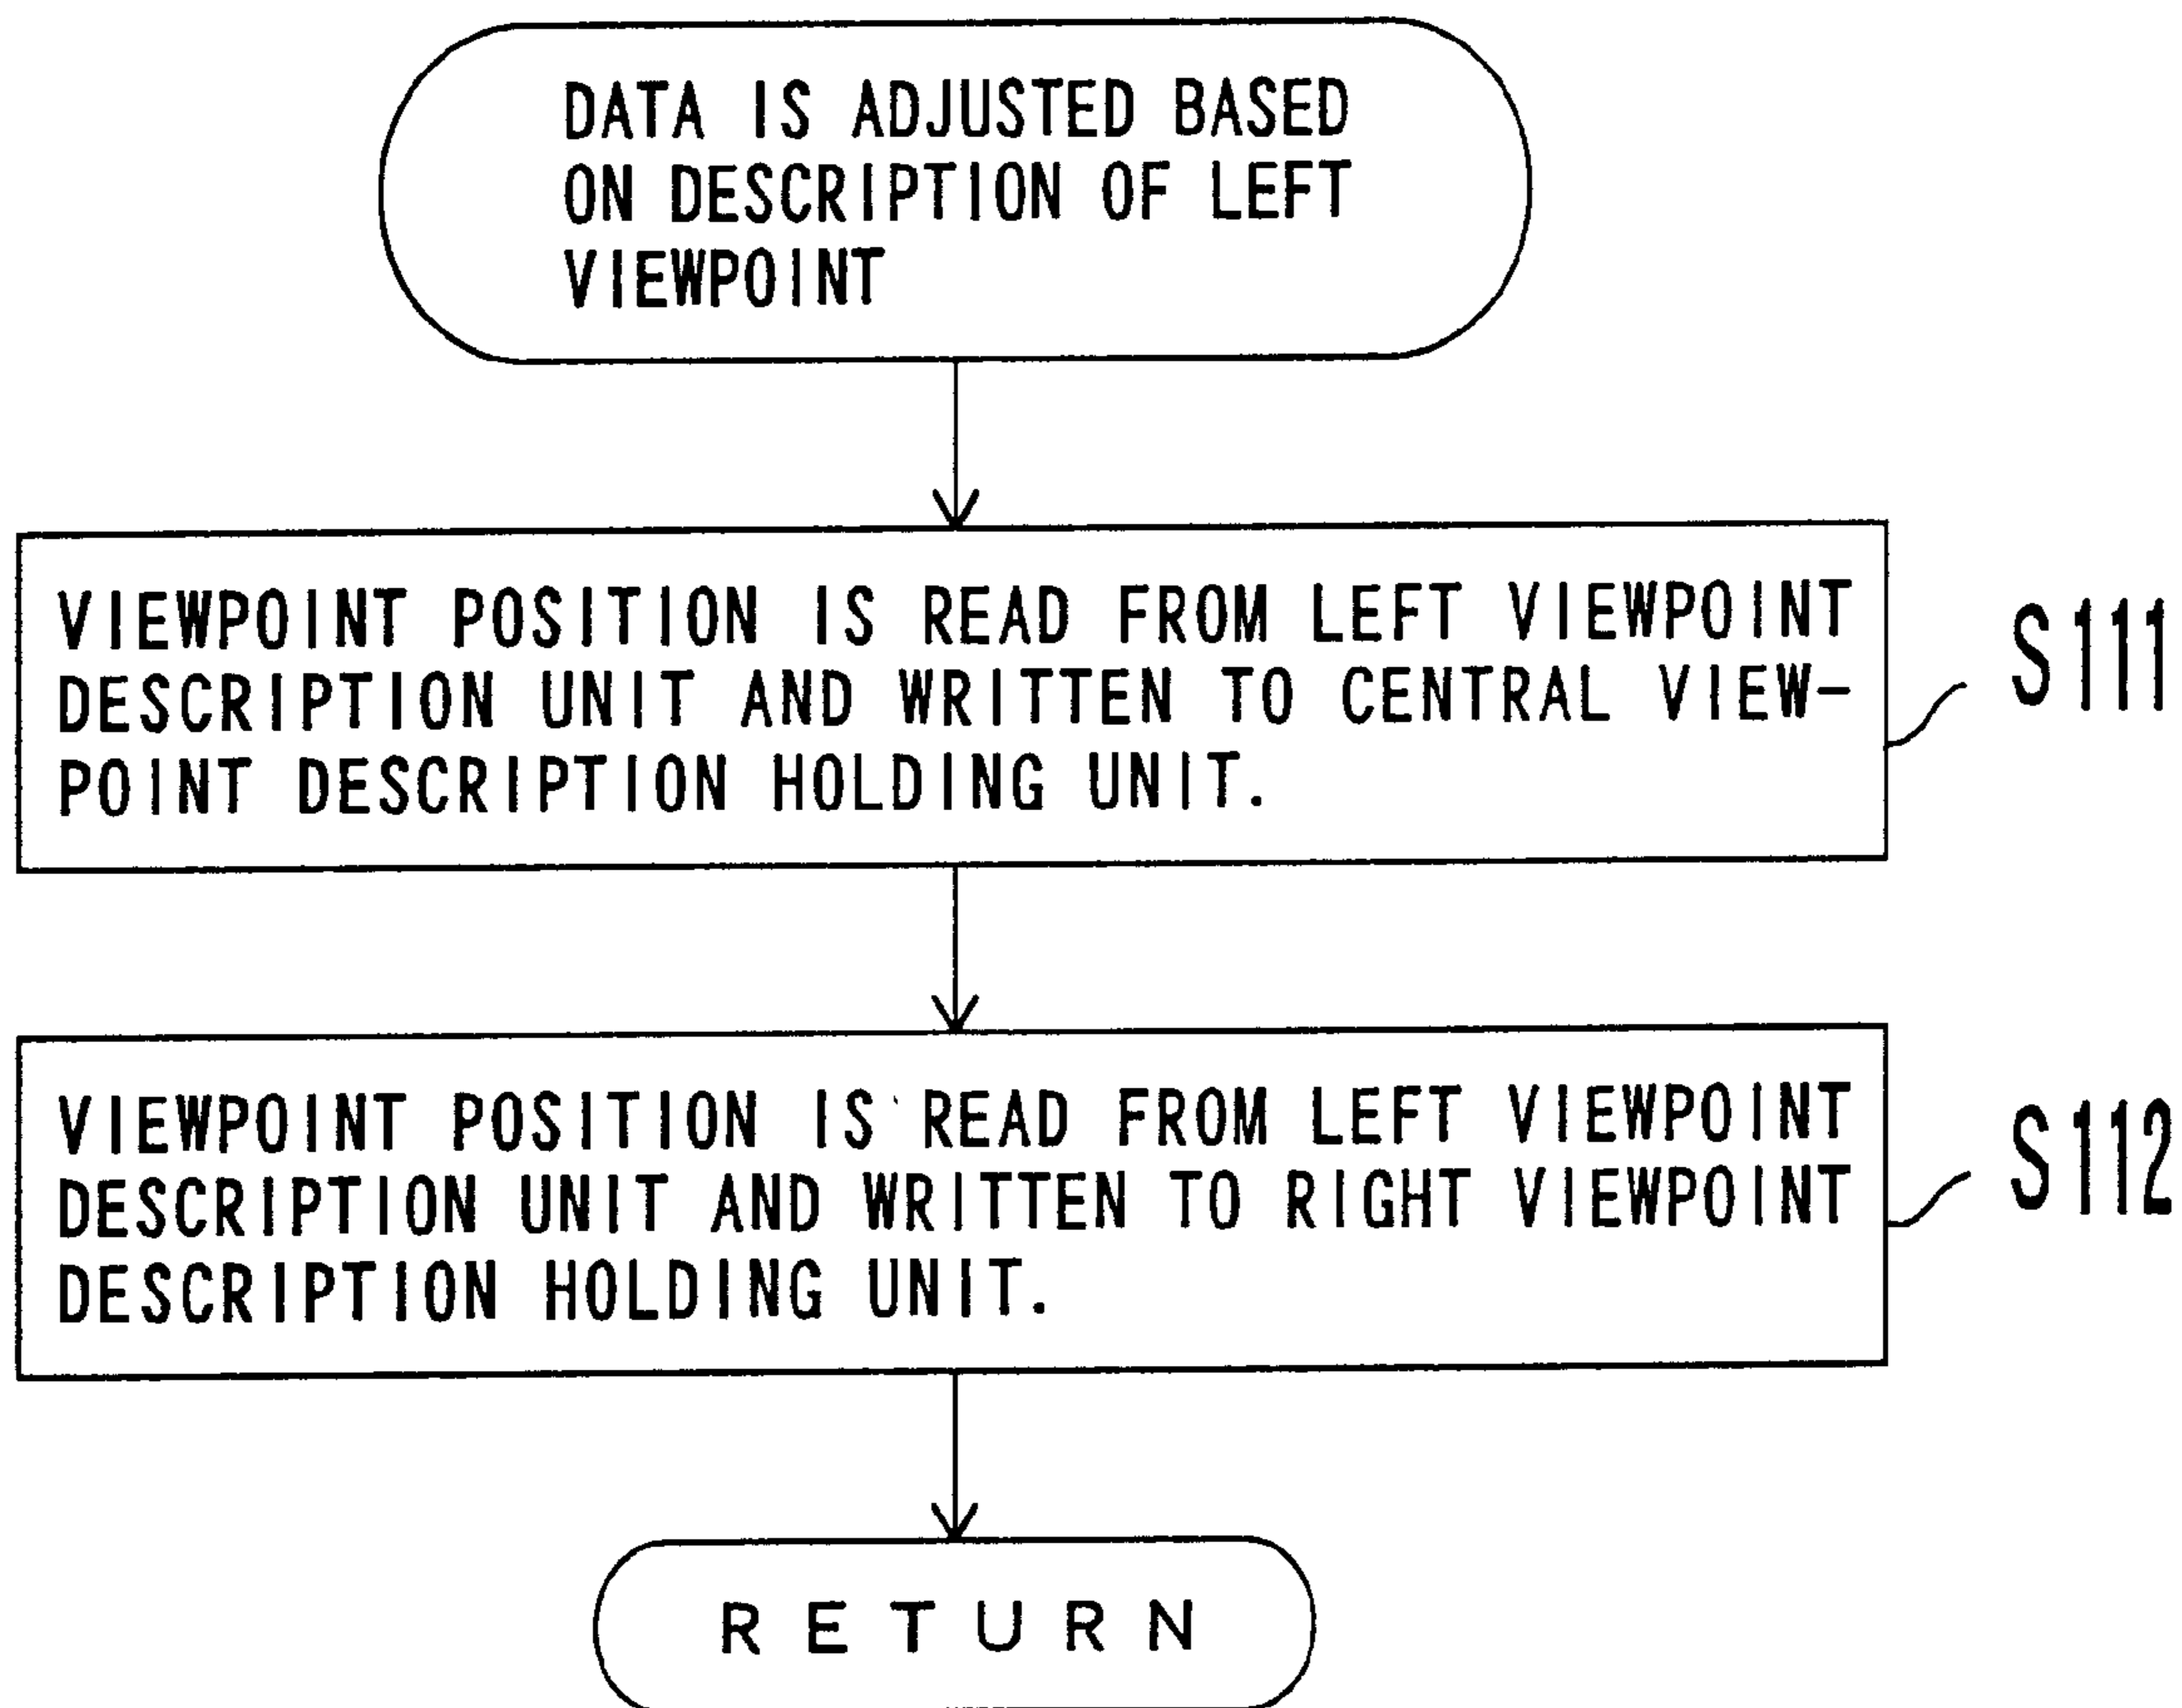 DATA IS ADJUSTED BASED
ON DESCRIPTION OF LEFT
VIEWPOINT
VIEWPOINT POSITION IS READ FROM LEFT VIEWPOINT
DESCRIPTION UNIT AND WRITTEN TO CENTRAL VIEW-
POINT DESCRIPTION HOLDING UNIT.
S111
VIEWPOINT POSITION IS READ FROM LEFT VIEWPOINT
DESCRIPTION UNIT AND WRITTEN TO RIGHT VIEWPOINT
DESCRIPTION HOLDING UNIT.
S112
RETURN